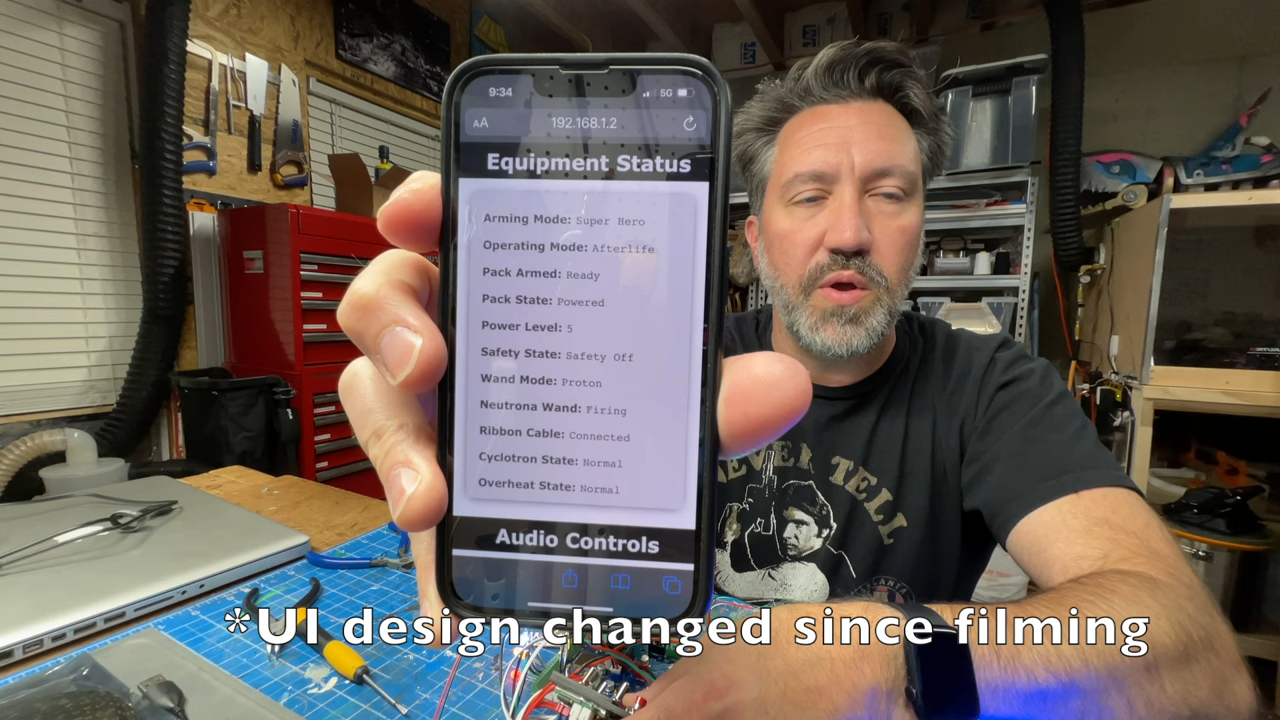 9:34
5G
AA
192.168.1.2
Equipment Status
Arming Mode: Super Hero
Operating Mode: Afterlife
Pack Armed: Ready
Pack State: Powered
Power Level: 5
Safety State: Safety Off
Wand Mode: Proton
Neutrona Wand: Firing
Ribbon Cable: Connected
Cyclotron State: Normal
Overheat State: Normal
Audio Controls
NEVER TELL
*UI design changed since filming